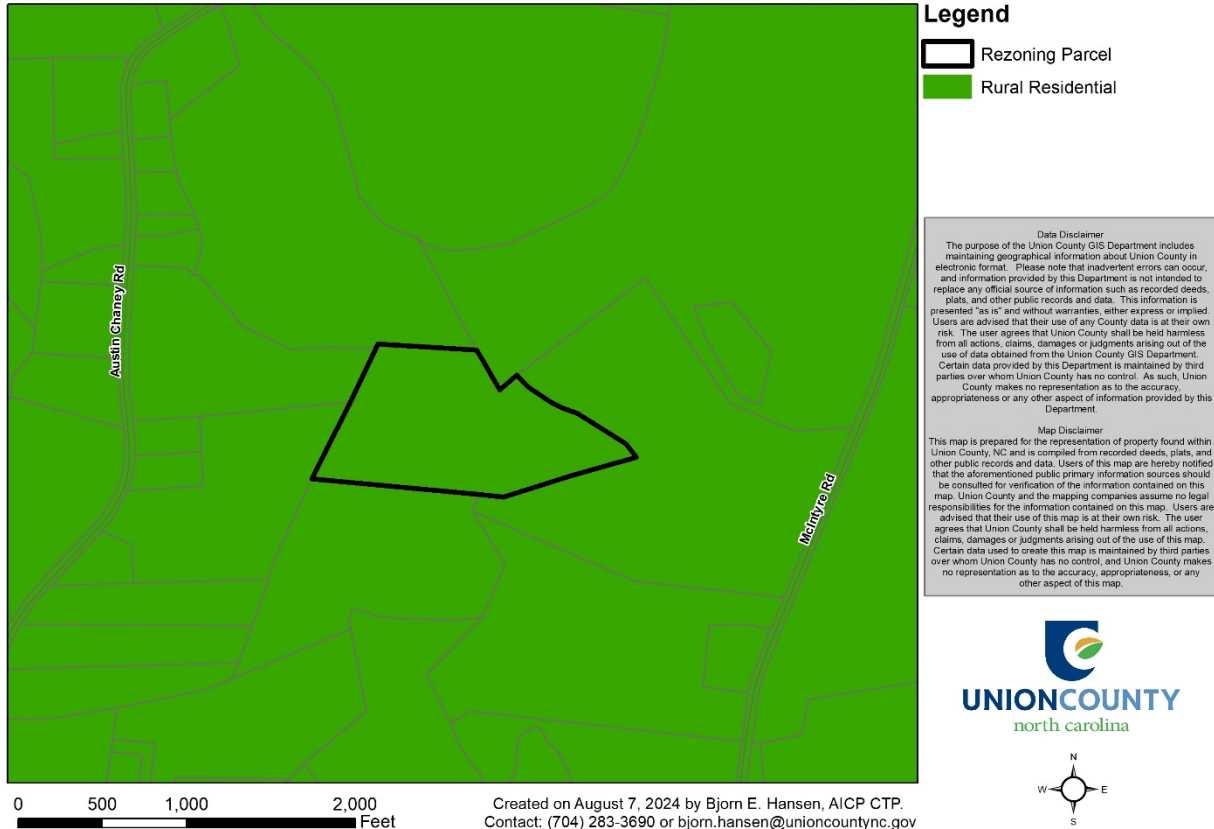 Legend
Rezoning Parcel
Rural Residential
Austin Chaney Rd
McIntyre Rd
Data Disclaimer
The purpose of the Union County GIS Department includes
maintaining geographical information about Union County in
electronic format. Please note that inadvertent errors can occur,
and information provided by this Department is not intended to
replace any official source of information such as recorded deeds,
plats, and other public records and data. This information is
presented "as is" and without warranties, either express or implied.
Users are advised that their use of any County data is at their own
risk. The user agrees that Union County shall be held harmless
from all actions, claims, damages or judgments arising out of the
use of data obtained from the Union County GIS Department.
Certain data provided by this Department is maintained by third
parties over whom Union County has no control. As such, Union
County makes no representation as to the accuracy,
appropriateness or any other aspect of information provided by this
Department.
Map Disclaimer
This map is prepared for the representation of property found within
Union County, NC and is compiled from recorded deeds, plats, and
other public records and data. Users of this map are hereby notified
that the aforementioned public primary information sources should
be consulted for verification of the information contained on this
map. Union County and the mapping companies assume no legal
responsibilities for the information contained on this map. Users are
advised that their use of this map is at their own risk. The user
agrees that Union County shall be held harmless from all actions,
claims, damages or judgments arising out of the use of this map.
Certain data used to create this map is maintained by third parties
over whom Union County has no control, and Union County makes
no representation as to the accuracy, appropriateness, or any
other aspect of this map.
UNIONCOUNTY
north carolina
N
W E
S
0 500 1,000 2,000
Feet
Created on August 7, 2024 by Bjorn E. Hansen, AICP CTP.
Contact: (704) 283-3690 or bjorn.hansen@unioncountync.gov